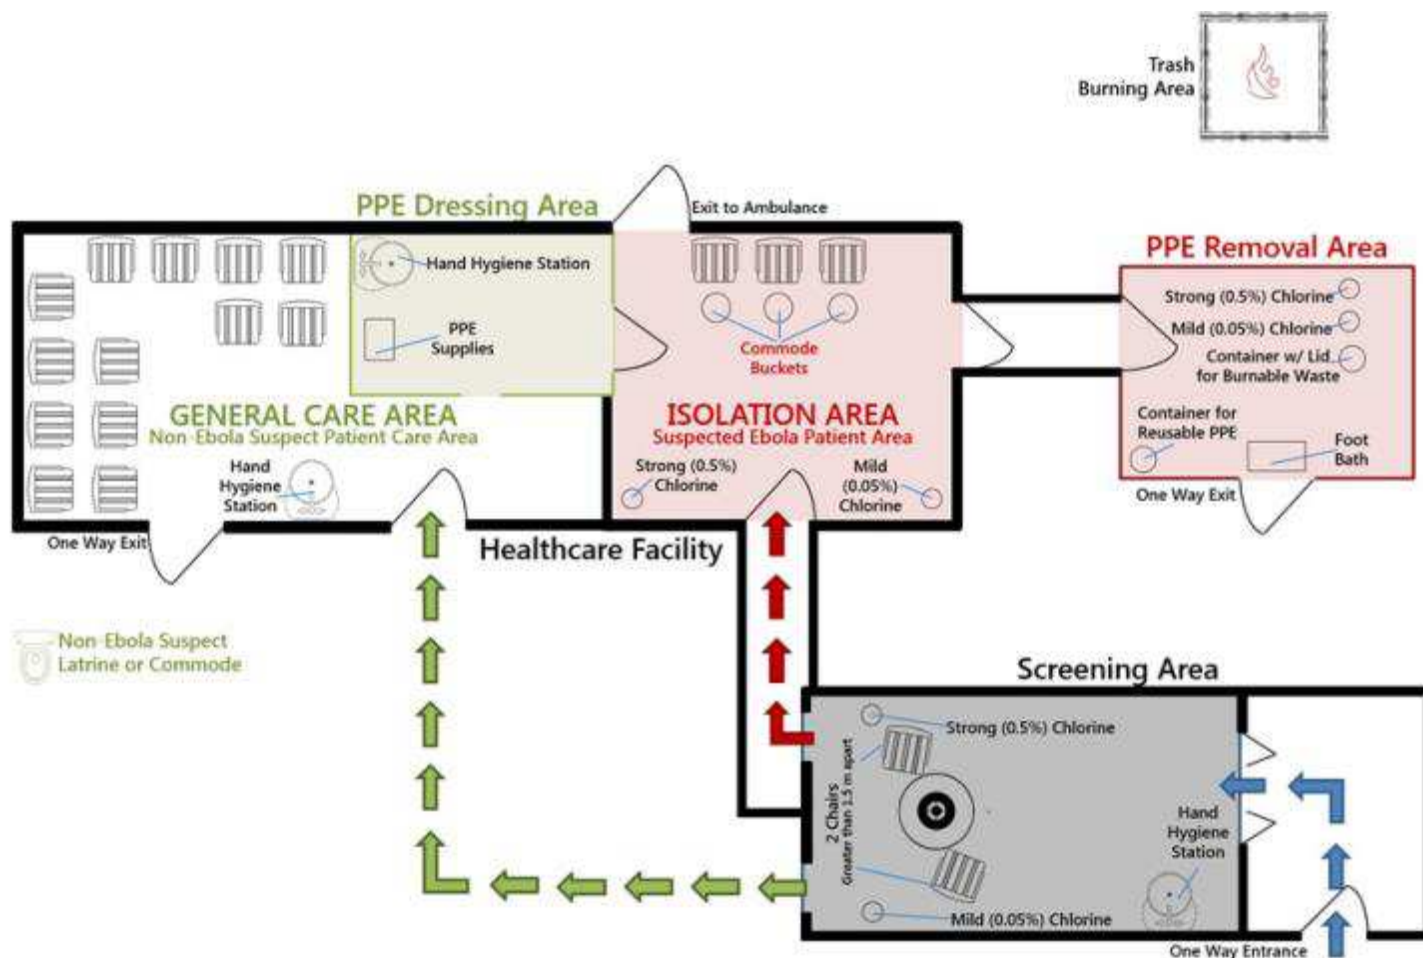 Trash
Burning Area
PPE Dressing Area
Exit to Ambulance
Hand Hygiene Station
PPE
Supplies
Commode
Buckets
PPE Removal Area
Strong (0.5%) Chlorine
Mild (0.05%) Chlorine
Container w/ Lid
for Burnable Waste
Container for
Reusable PPE
Foot
Bath
One Way Exit
GENERAL CARE AREA
Non-Ebola Suspect Patient Care Area
Hand
Hygiene
Station
One Way Exit
ISOLATION AREA
Suspected Ebola Patient Area
Strong (0.5%)
Chlorine
Mild
(0.05%)
Chlorine
Healthcare Facility
Non-Ebola Suspect
Latrine or Commode
Screening Area
Strong (0.5%) Chlorine
2 Chairs
Greater than 1.5 m apart
Hand
Hygiene
Station
Mild (0.05%) Chlorine
One Way Entrance